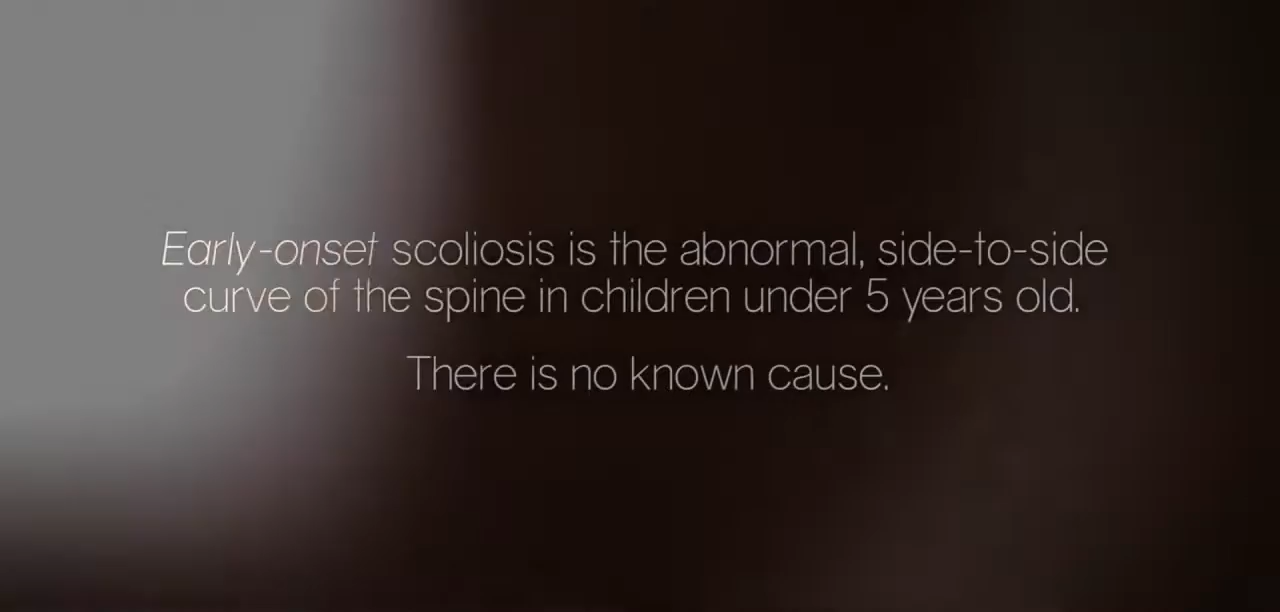 Early-onset scoliosis is the abnormal, side-to-side
curve of the spine in children under 5 years old.
There is no known cause.